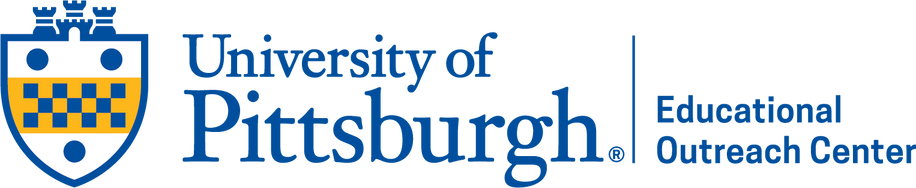 University of
Pittsburgh®
Educational
Outreach Center